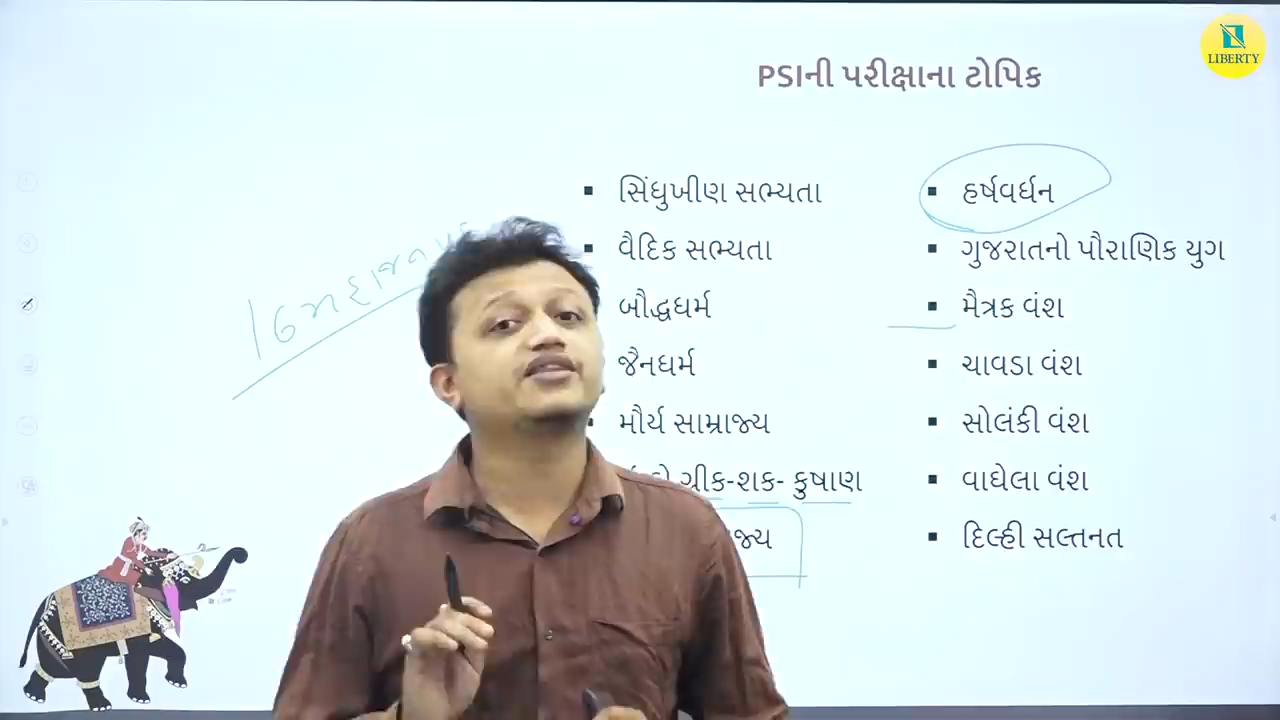 LIBERTY
PSIની પરીક્ષાના ટોપિક
સિંધુખીણ સભ્યતા
વૈદિક સભ્યતા
બૌદ્ધધર્મ
જૈનધર્મ
મૌર્ય સામ્રાજ્ય
ગ્રીક-શક- કુષાણ
હર્ષવર્ધન
ગુજરાતનો પૌરાણિક યુગ
મૈત્રક વંશ
ચાવડા વંશ
સોલંકી વંશ
વાઘેલા વંશ
દિલ્હી સલ્તનત